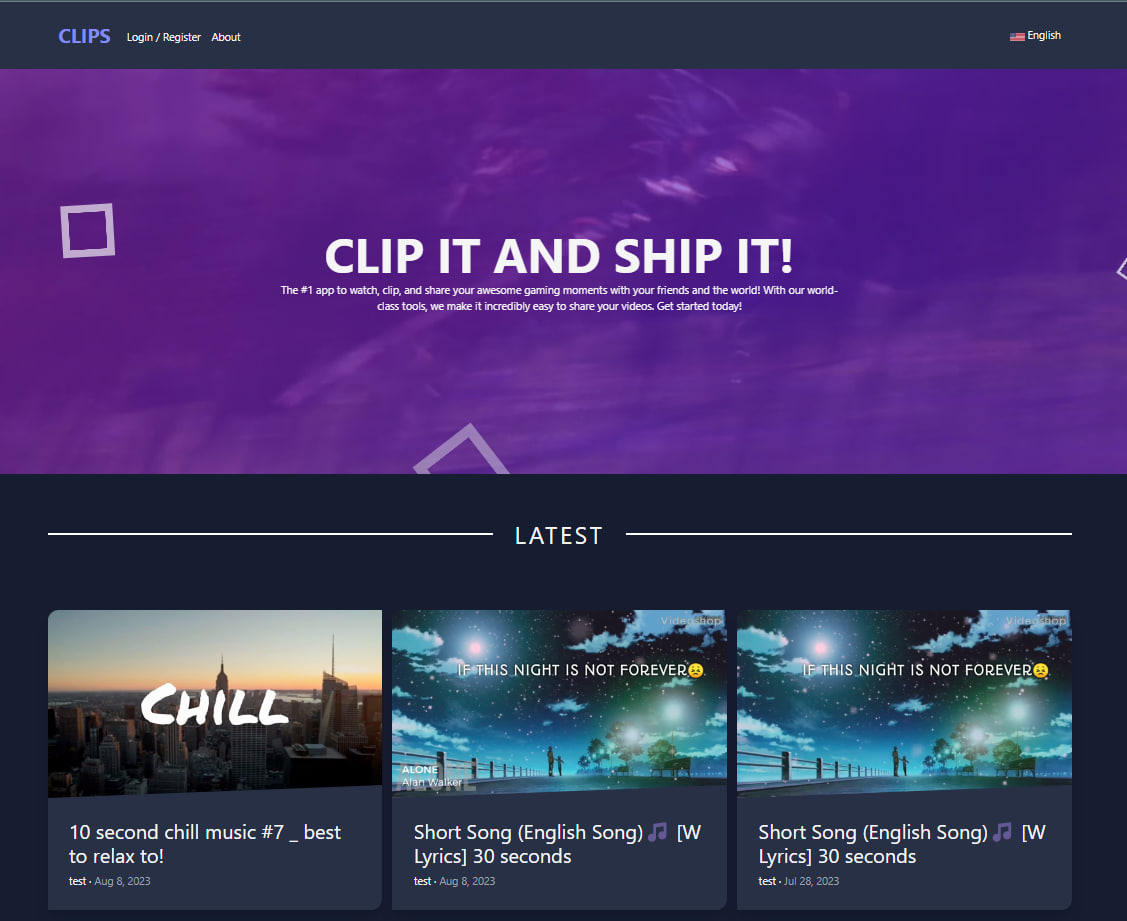 CLIPS Login / Register About English
CLIP IT AND SHIP IT!
The #1 app to watch, clip, and share your awesome gaming moments with your friends and the world! With our world-
class tools, we make it incredibly easy to share your videos. Get started today!
LATEST
CHILL
10 second chill music #7 _ best
to relax to!
test · Aug 8, 2023
Videoshop
IF THIS NIGHT IS NOT FOREVER😣
ALONE
Alan Walker
Short Song (English Song) 🎵 [W
Lyrics] 30 seconds
test · Aug 8, 2023
Videoshop
IF THIS NIGHT IS NOT FOREVER😣
Short Song (English Song) 🎵 [W
Lyrics] 30 seconds
test · Jul 28, 2023